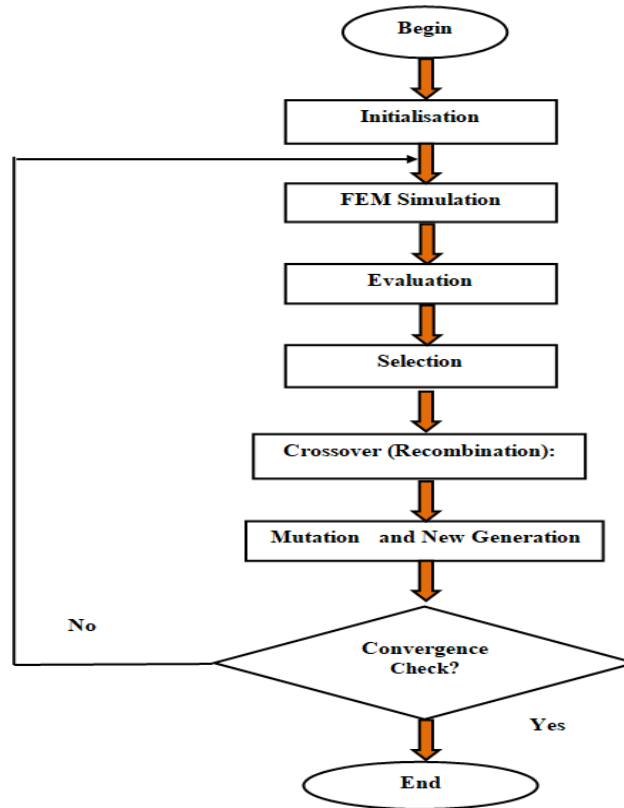 Begin
Initialisation
FEM Simulation
Evaluation
Selection
Crossover (Recombination):
Mutation and New Generation
No
Convergence
Check?
Yes
End